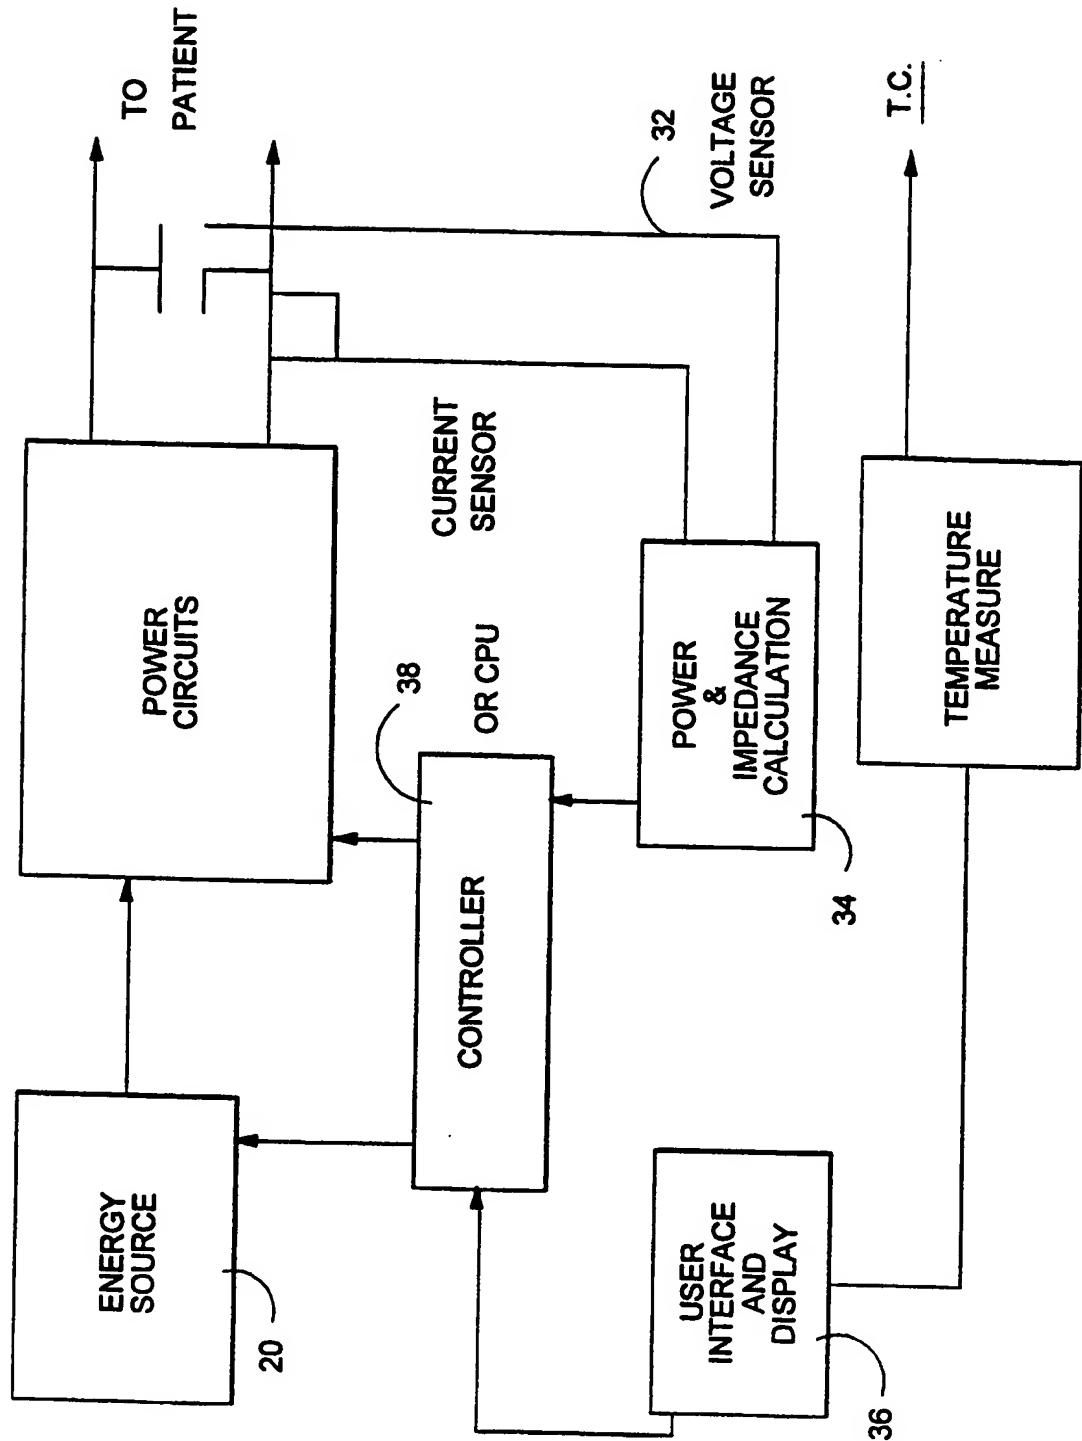 ENERGY
SOURCE
20
POWER
CIRCUITS
TO
PATIENT
CONTROLLER
38
OR CPU
CURRENT
SENSOR
32
VOLTAGE
SENSOR
USER
INTERFACE
AND
DISPLAY
36
POWER
&
IMPEDANCE
CALCULATION
34
TEMPERATURE
MEASURE
T.C.